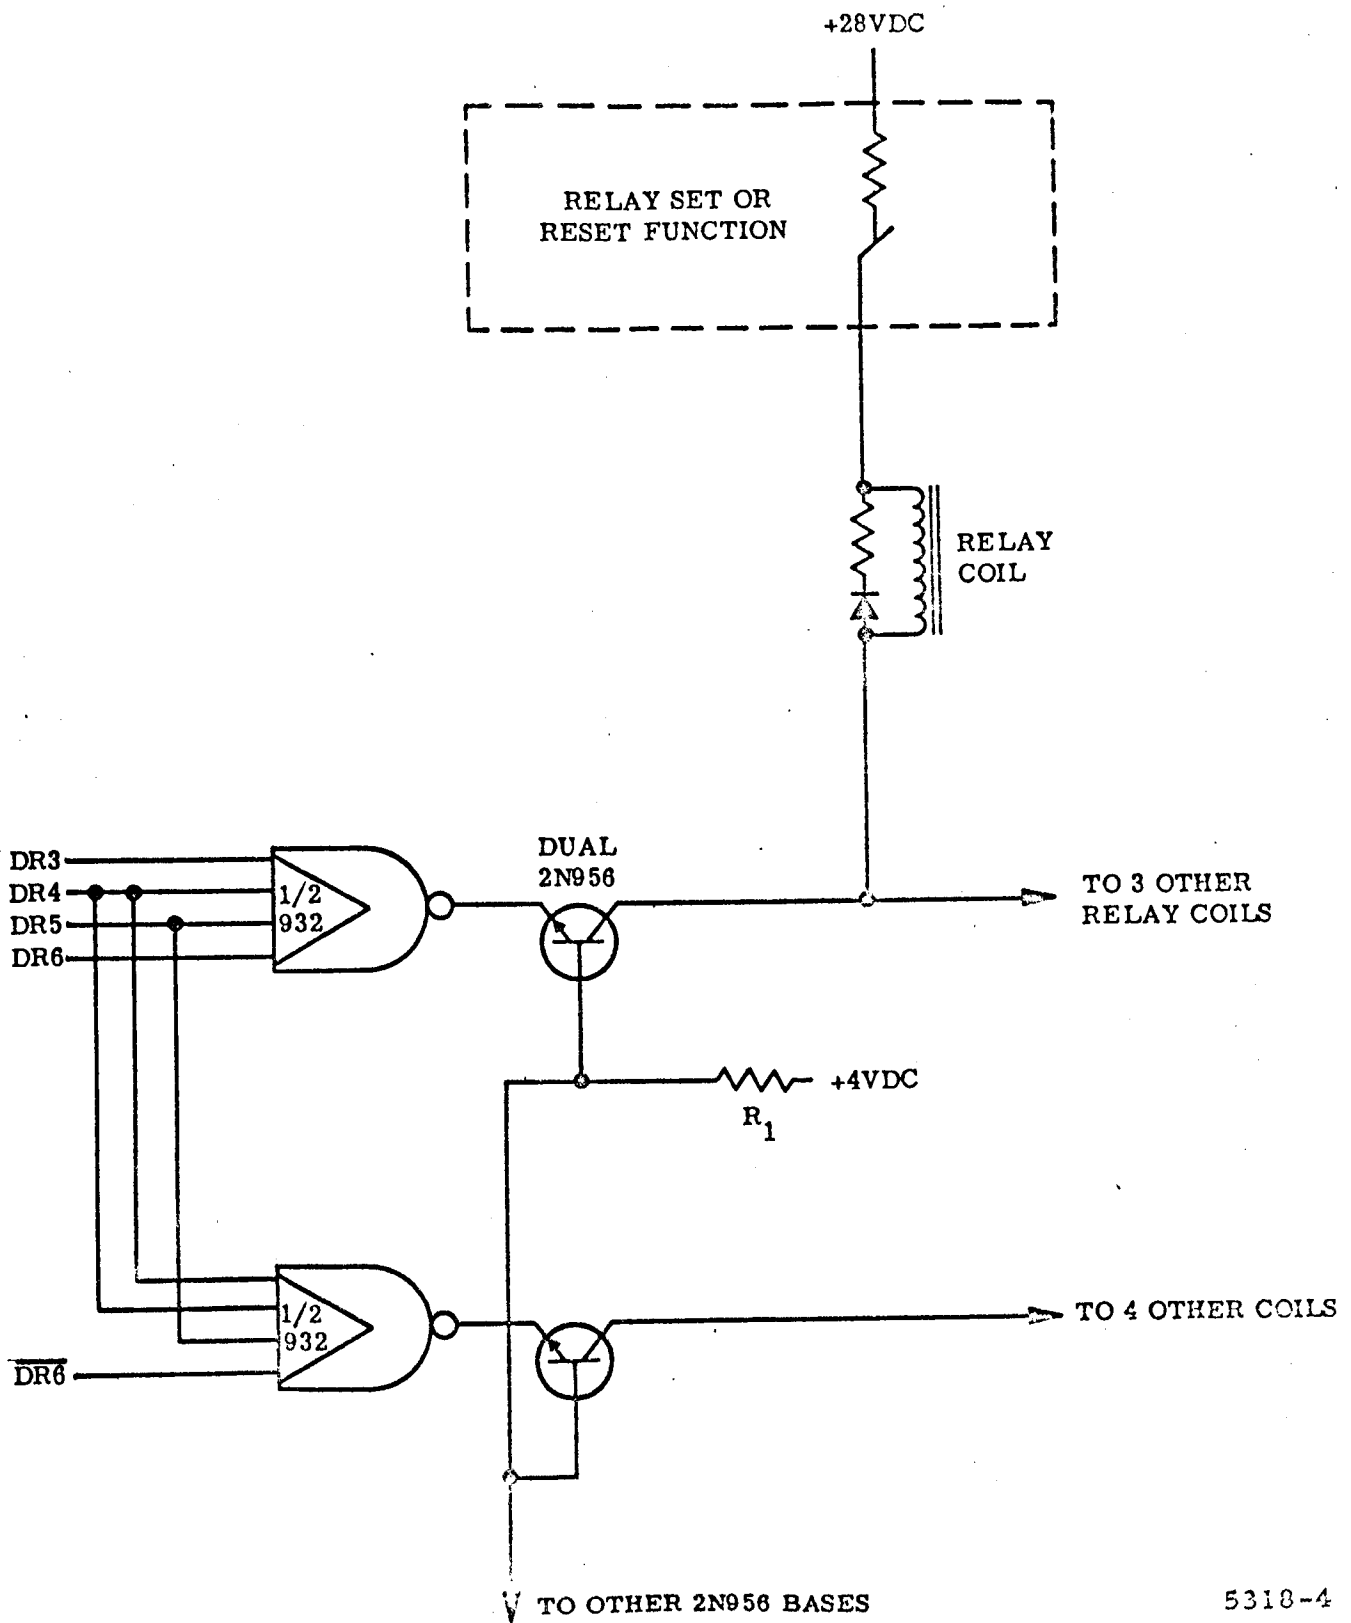 +28VDC
RELAY SET OR
RESET FUNCTION
RELAY
COIL
DUAL
2N956
DR3
DR4
DR5
DR6
1/2
932
TO 3 OTHER
RELAY COILS
+4VDC
R1
1/2
932
D̅R̅6̅
TO 4 OTHER COILS
TO OTHER 2N956 BASES
5318-4